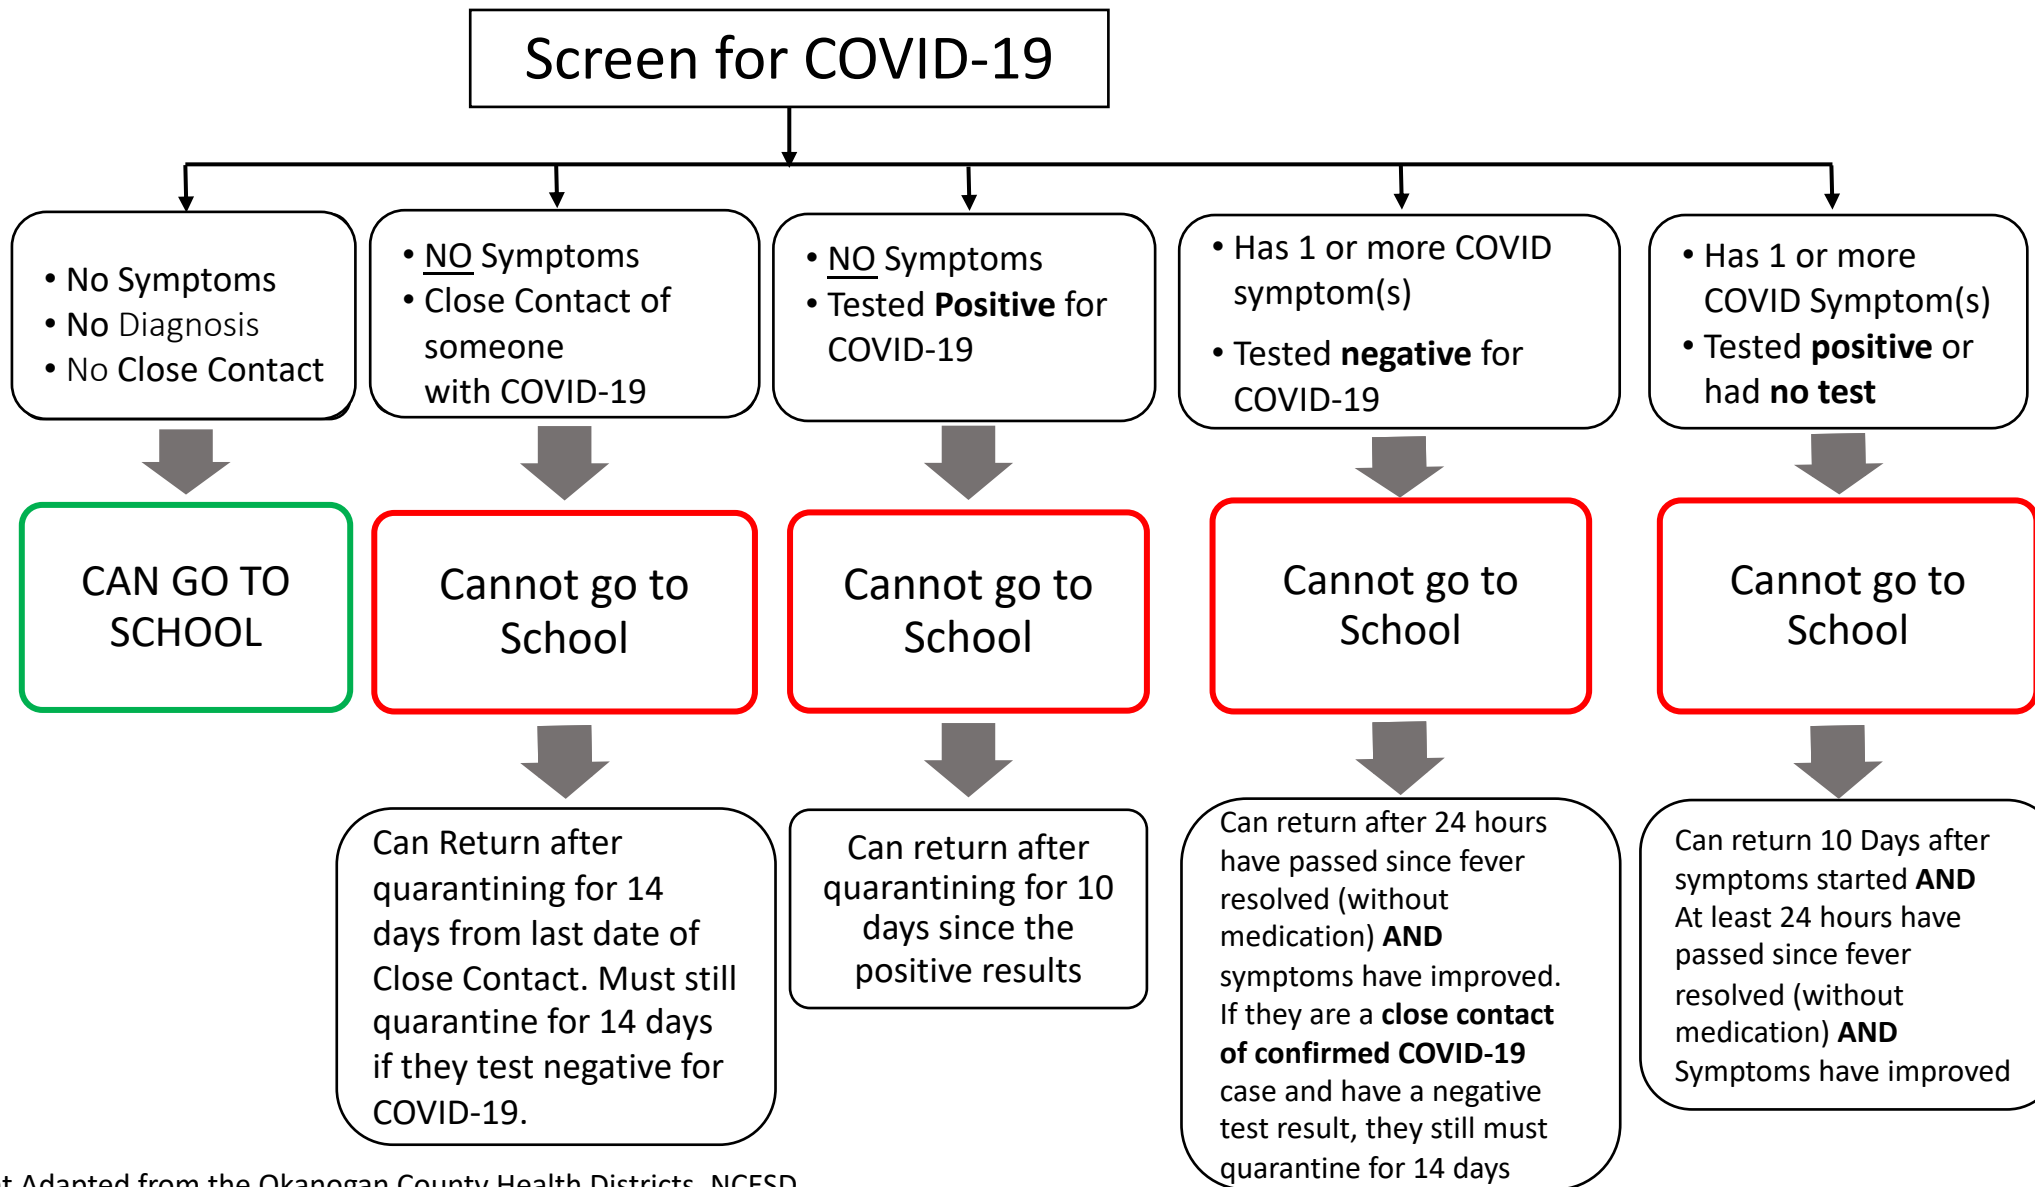 Screen for COVID-19
• No Symptoms
• No Diagnosis
• No Close Contact
• NO Symptoms
• Close Contact of
someone
with COVID-19
• NO Symptoms
• Tested Positive for
COVID-19
• Has 1 or more COVID
symptom(s)
• Tested negative for
COVID-19
• Has 1 or more
COVID Symptom(s)
• Tested positive or
had no test
CAN GO TO
SCHOOL
Cannot go to
School
Cannot go to
School
Cannot go to
School
Cannot go to
School
Can Return after
quarantining for 14
days from last date of
Close Contact. Must still
quarantine for 14 days
if they test negative for
COVID-19.
Can return after
quarantining for 10
days since the
positive results
Can return after 24 hours
have passed since fever
resolved (without
medication) AND
symptoms have improved.
If they are a close contact
of confirmed COVID-19
case and have a negative
test result, they still must
quarantine for 14 days
Can return 10 Days after
symptoms started AND
At least 24 hours have
passed since fever
resolved (without
medication) AND
Symptoms have improved
Adapted from the Okanogan County Health Districts, NCESD